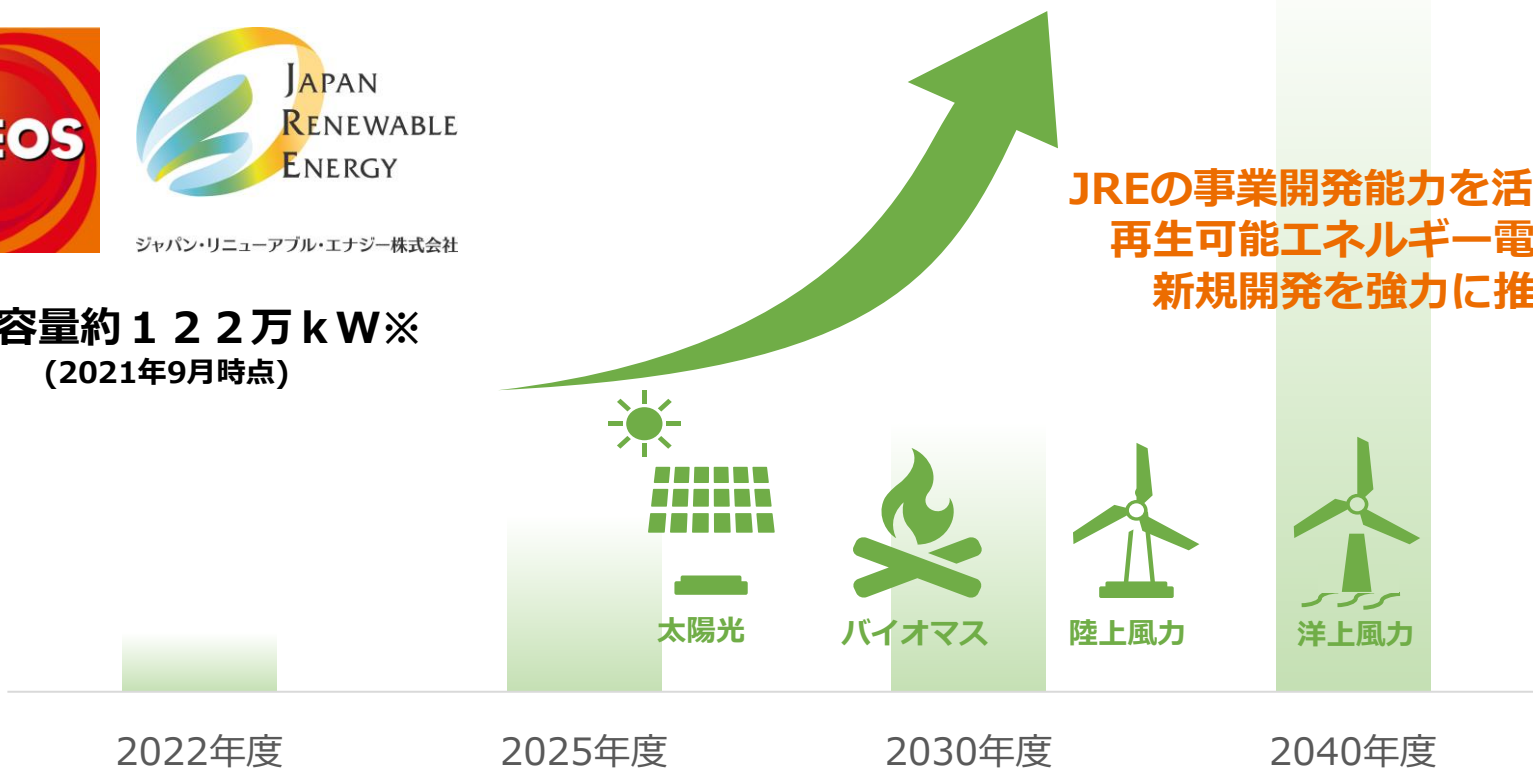 EOS
JAPAN
RENEWABLE
ENERGY
ジャパン・リニューアブル・エナジー株式会社
容量約１２２万ｋＷ※
(2021年9月時点)
JREの事業開発能力を活
再生可能エネルギー電
新規開発を強力に推
太陽光
バイオマス
陸上風力
洋上風力
2022年度
2025年度
2030年度
2040年度